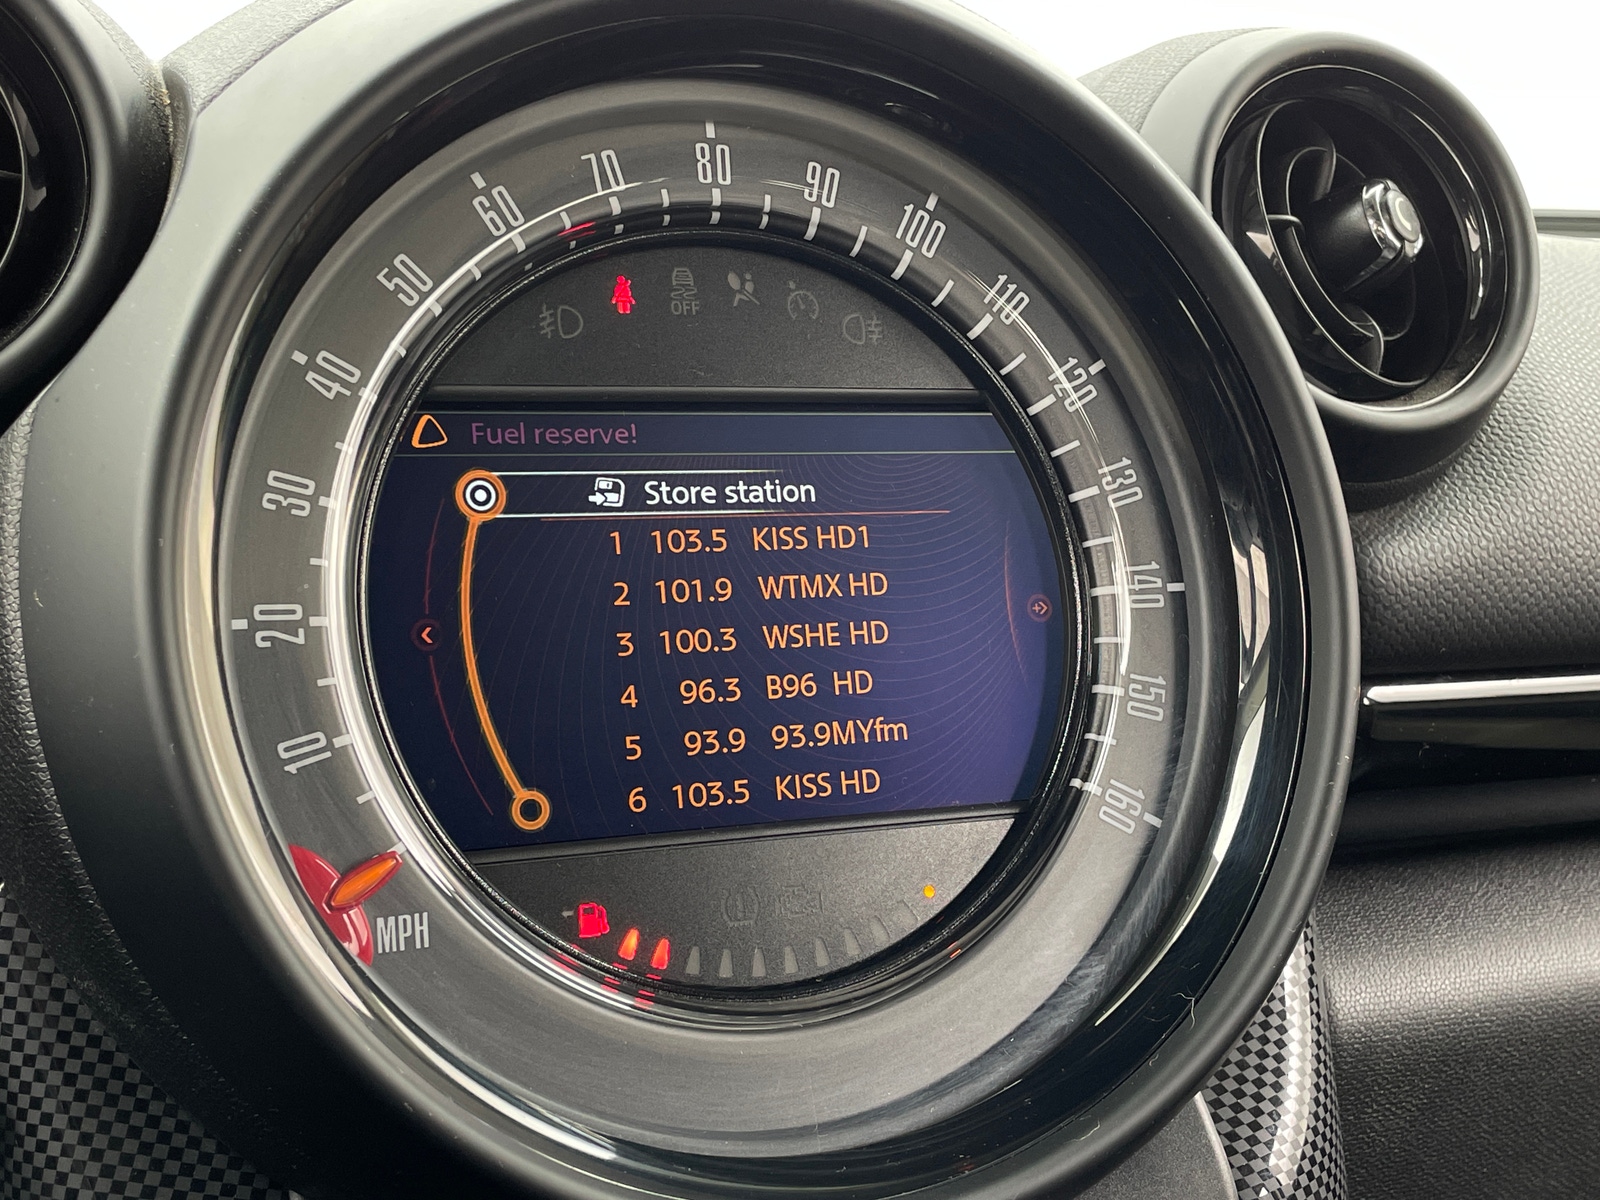 10
20
30
40
50
60
70
80
90
100
110
120
130
140
150
160
MPH
OFF
Fuel reserve!
Store station
1 103.5 KISS HD1
2 101.9 WTMX HD
3 100.3 WSHE HD
4 96.3 B96 HD
5 93.9 93.9MYfm
6 103.5 KISS HD